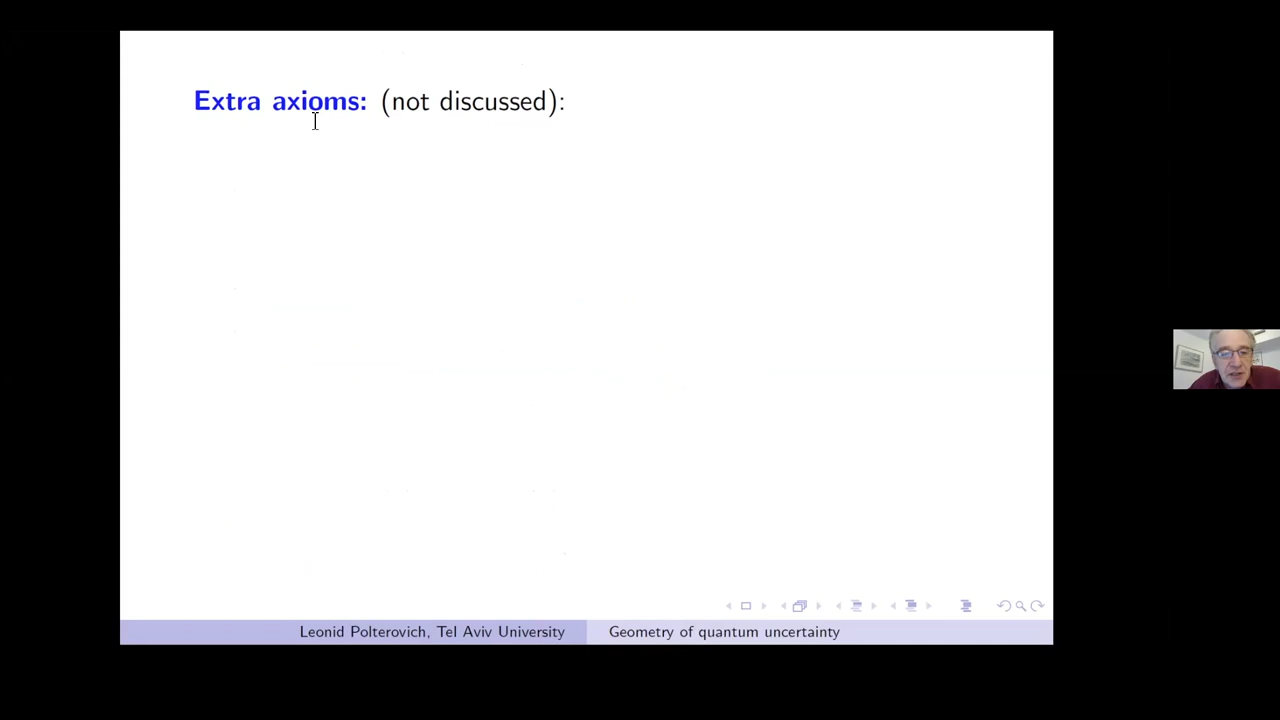 Extra axioms: (not discussed):
Leonid Polterovich, Tel Aviv University
Geometry of quantum uncertainty